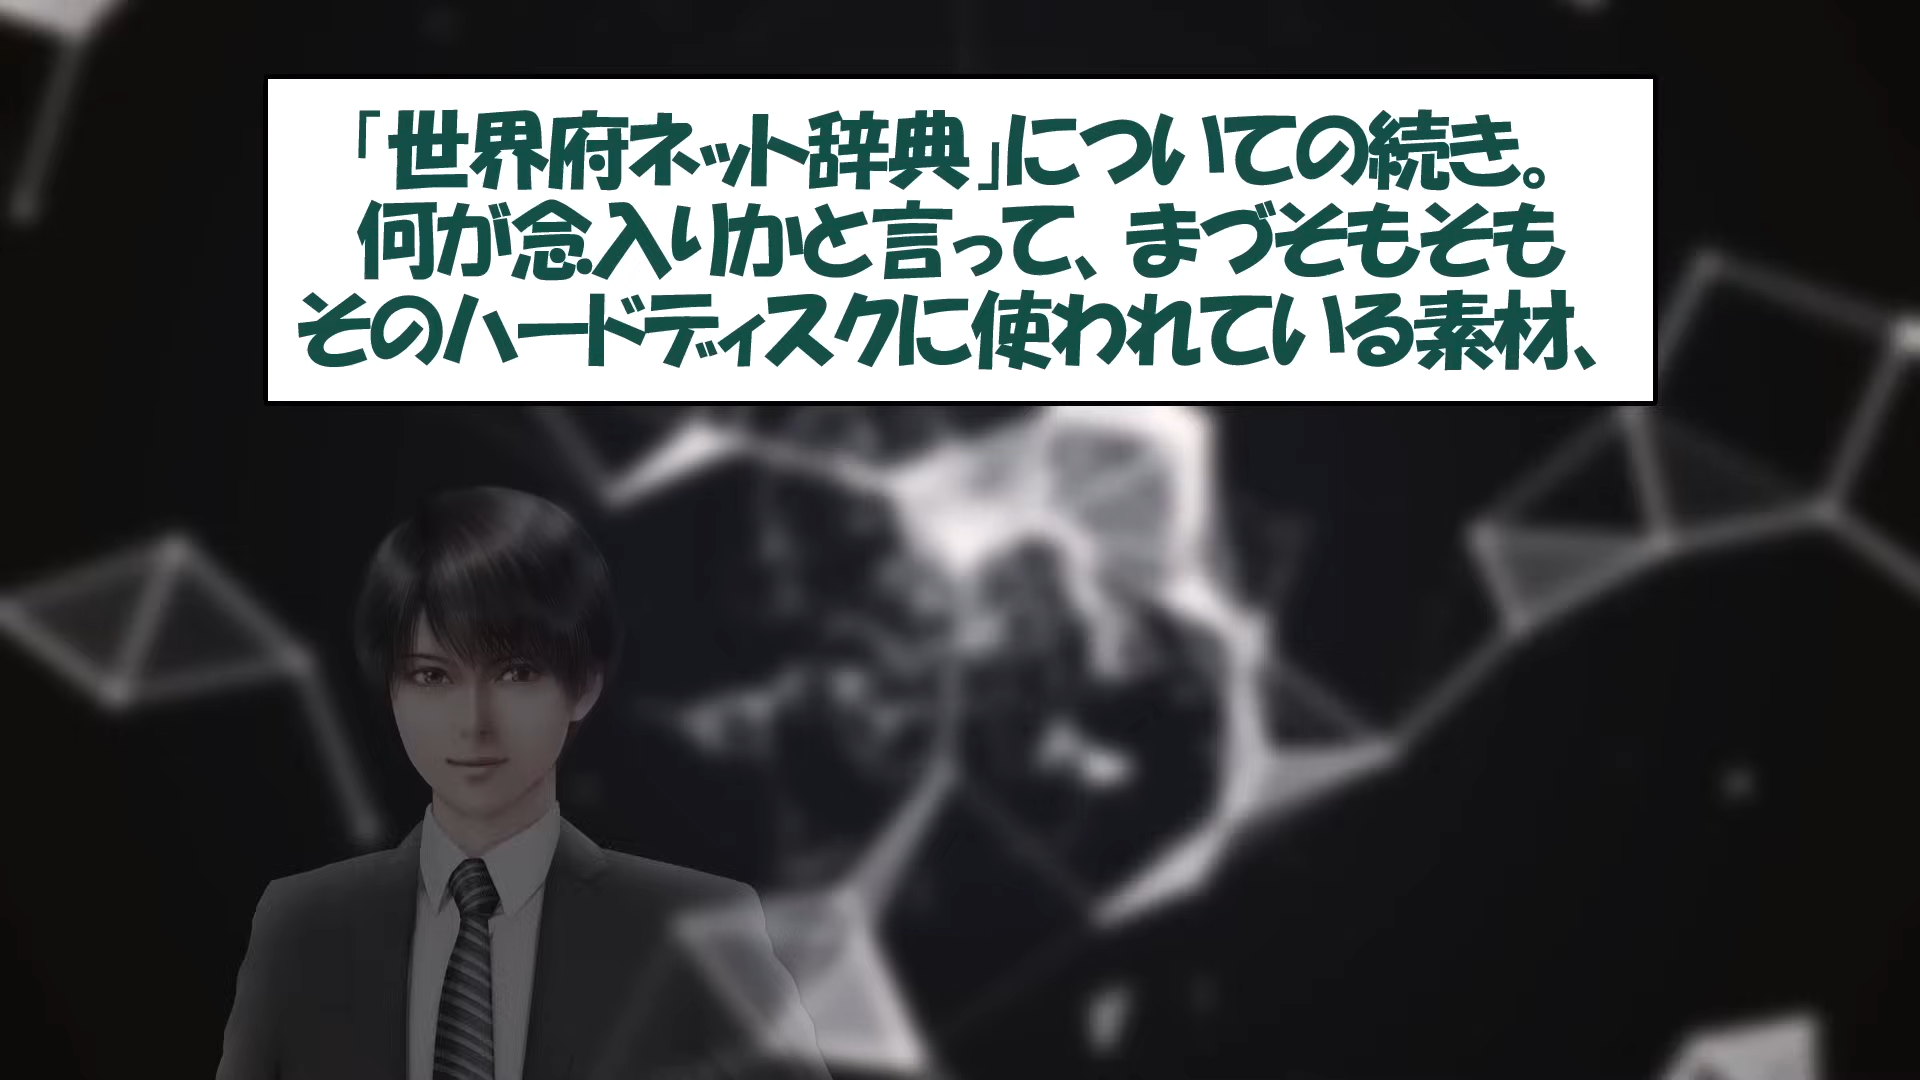 「世界府ネット辞典」についての続き。
何が念入りかと言って、まづそもそも
そのハードディスクに使われている素材、